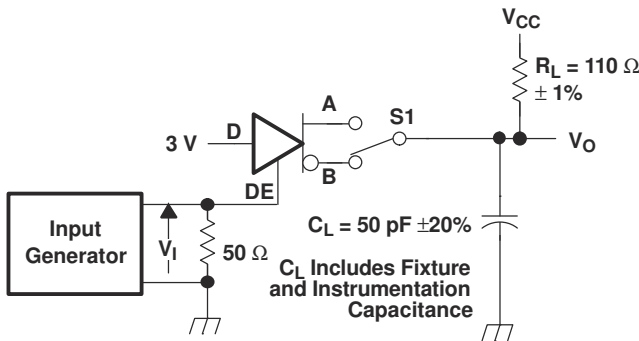 V_CC
R_L = 110 Ω
± 1%
A
S1
3 V
D
V_O
B
DE
Input
Generator
V_I
50 Ω
C_L = 50 pF ±20%
C_L Includes Fixture
and Instrumentation
Capacitance